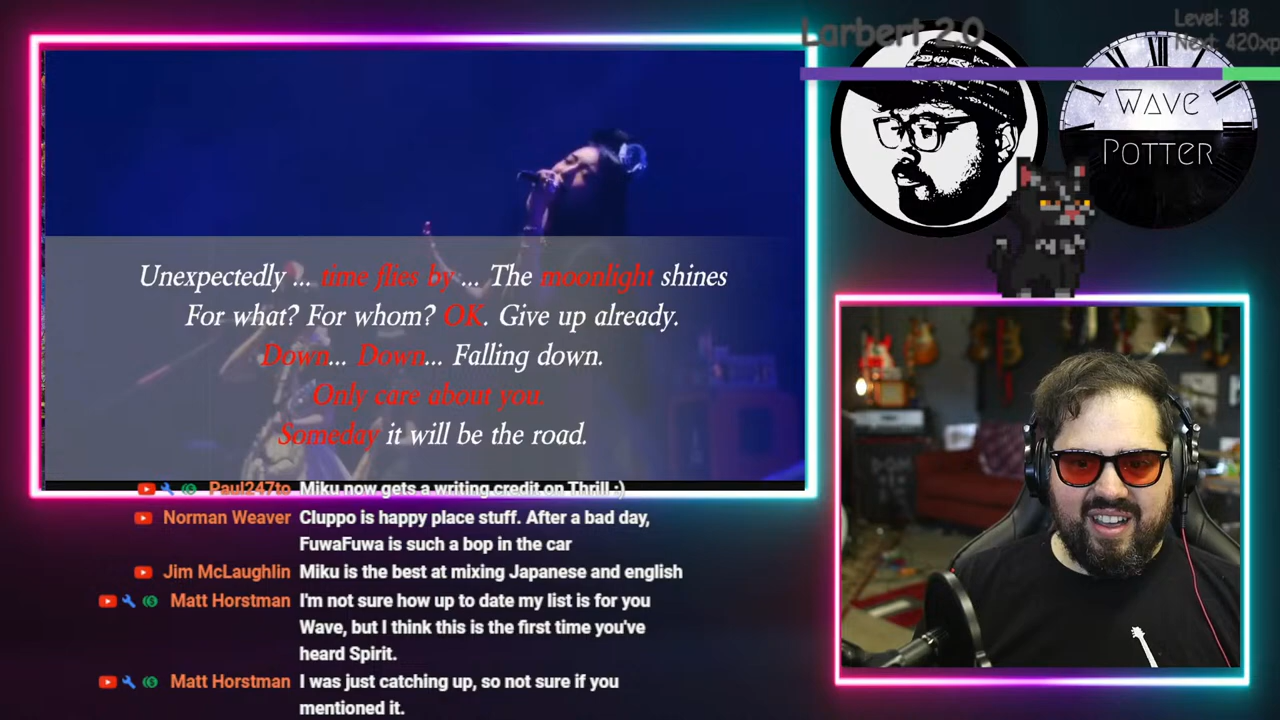 Larbert 2.0
Level: 18
Next: 420xp
WAVE
POTTER
Unexpectedly ... time flies by ... The moonlight shines
For what? For whom? OK. Give up already.
Down... Down... Falling down.
Only care about you.
Someday it will be the road.
Paul247to Miku now gets a writing credit on Thrill :)
Norman Weaver Cluppo is happy place stuff. After a bad day,
FuwaFuwa is such a bop in the car
Jim McLaughlin Miku is the best at mixing Japanese and english
Matt Horstman I'm not sure how up to date my list is for you
Wave, but I think this is the first time you've
heard Spirit.
Matt Horstman I was just catching up, so not sure if you
mentioned it.